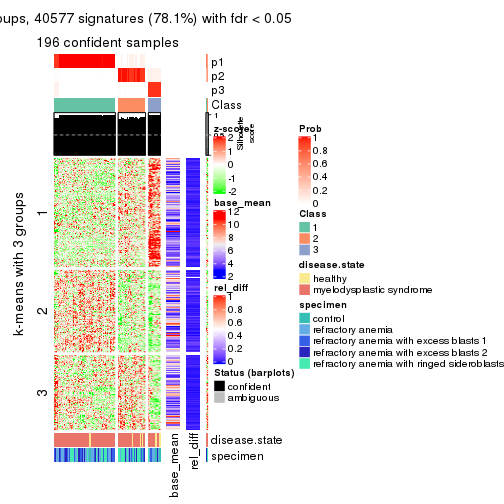 oups, 40577 signatures (78.1%) with fdr < 0.05
196 confident samples
p1
p2
p3
Class
1
Silhouette
score
z-score
2
1
0
-1
-2
base_mean
12
10
8
6
4
2
rel_diff
1
0.8
0.6
0.4
0.2
0
Status (barplots)
confident
ambiguous
Prob
1
0.8
0.6
0.4
0.2
0
Class
1
2
3
disease.state
healthy
myelodysplastic syndrome
specimen
control
refractory anemia
refractory anemia with excess blasts 1
refractory anemia with excess blasts 2
refractory anemia with ringed sideroblasts
k-means with 3 groups
1
2
3
disease.state
specimen
base_mean
rel_diff